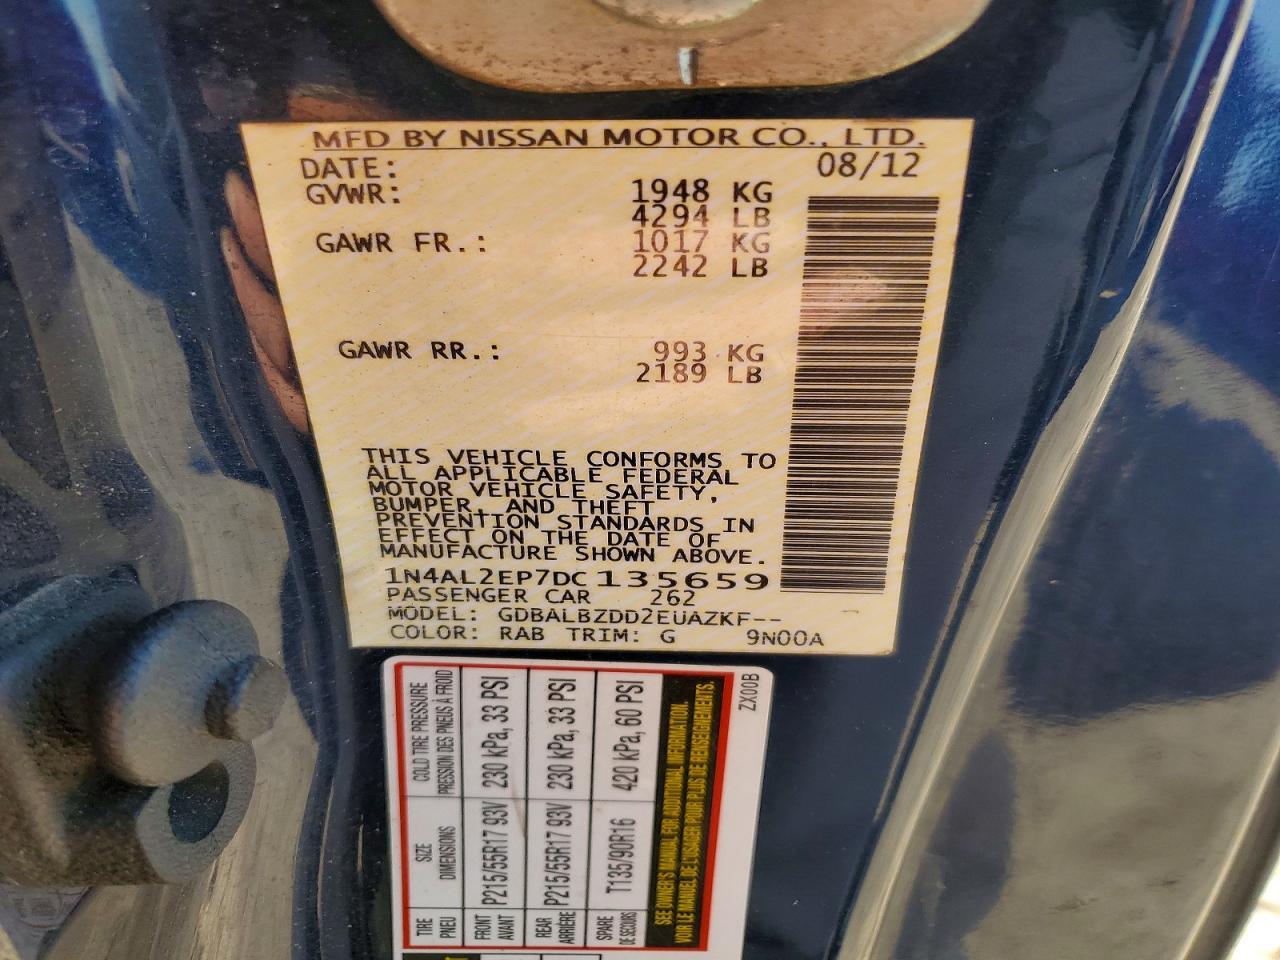 MFD BY NISSAN MOTOR CO., LTD.
DATE: 08/12
GVWR: 1948 KG
4294 LB
GAWR FR.: 1017 KG
2242 LB
GAWR RR.: 993 KG
2189 LB
THIS VEHICLE CONFORMS TO
ALL APPLICABLE FEDERAL
MOTOR VEHICLE SAFETY,
BUMPER, AND THEFT
PREVENTION STANDARDS IN
EFFECT ON THE DATE OF
MANUFACTURE SHOWN ABOVE.
1N4AL2EP7DC135659
PASSENGER CAR 262
MODEL: GDBALBZDD2EUAZKF--
COLOR: RAB TRIM: G 9N00A
TIRE SIZE COLD TIRE PRESSURE
PNEU DIMENSIONS PRESSION DES PNEUS À FROID
FRONT P215/55R17 93V 230 kPa, 33 PSI
AVANT
REAR P215/55R17 93V 230 kPa, 33 PSI
ARRIÈRE
SPARE T135/90R16 420 kPa, 60 PSI
DE SECOURS
SEE OWNER'S MANUAL FOR ADDITIONAL INFORMATION.
VOIR LE MANUEL DE L'USAGER POUR PLUS DE RENSEIGNEMENTS.
ZX00B